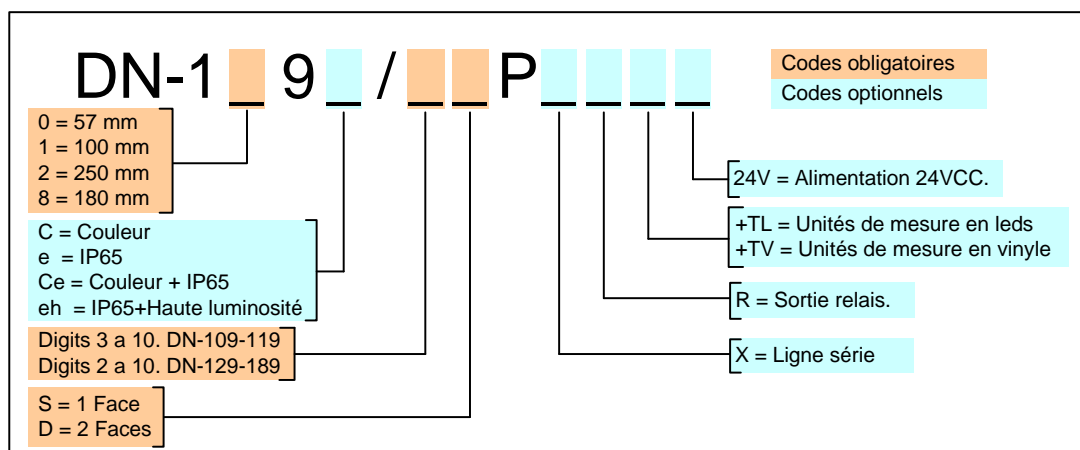 DN-1_ 9_ / _ _ P_ _ _ _
Codes obligatoires
Codes optionnels
0 = 57 mm
1 = 100 mm
2 = 250 mm
8 = 180 mm
C = Couleur
e = IP65
Ce = Couleur + IP65
eh = IP65+Haute luminosité
Digits 3 a 10. DN-109-119
Digits 2 a 10. DN-129-189
S = 1 Face
D = 2 Faces
24V = Alimentation 24VCC.
+TL = Unités de mesure en leds
+TV = Unités de mesure en vinyle
R = Sortie relais.
X = Ligne série